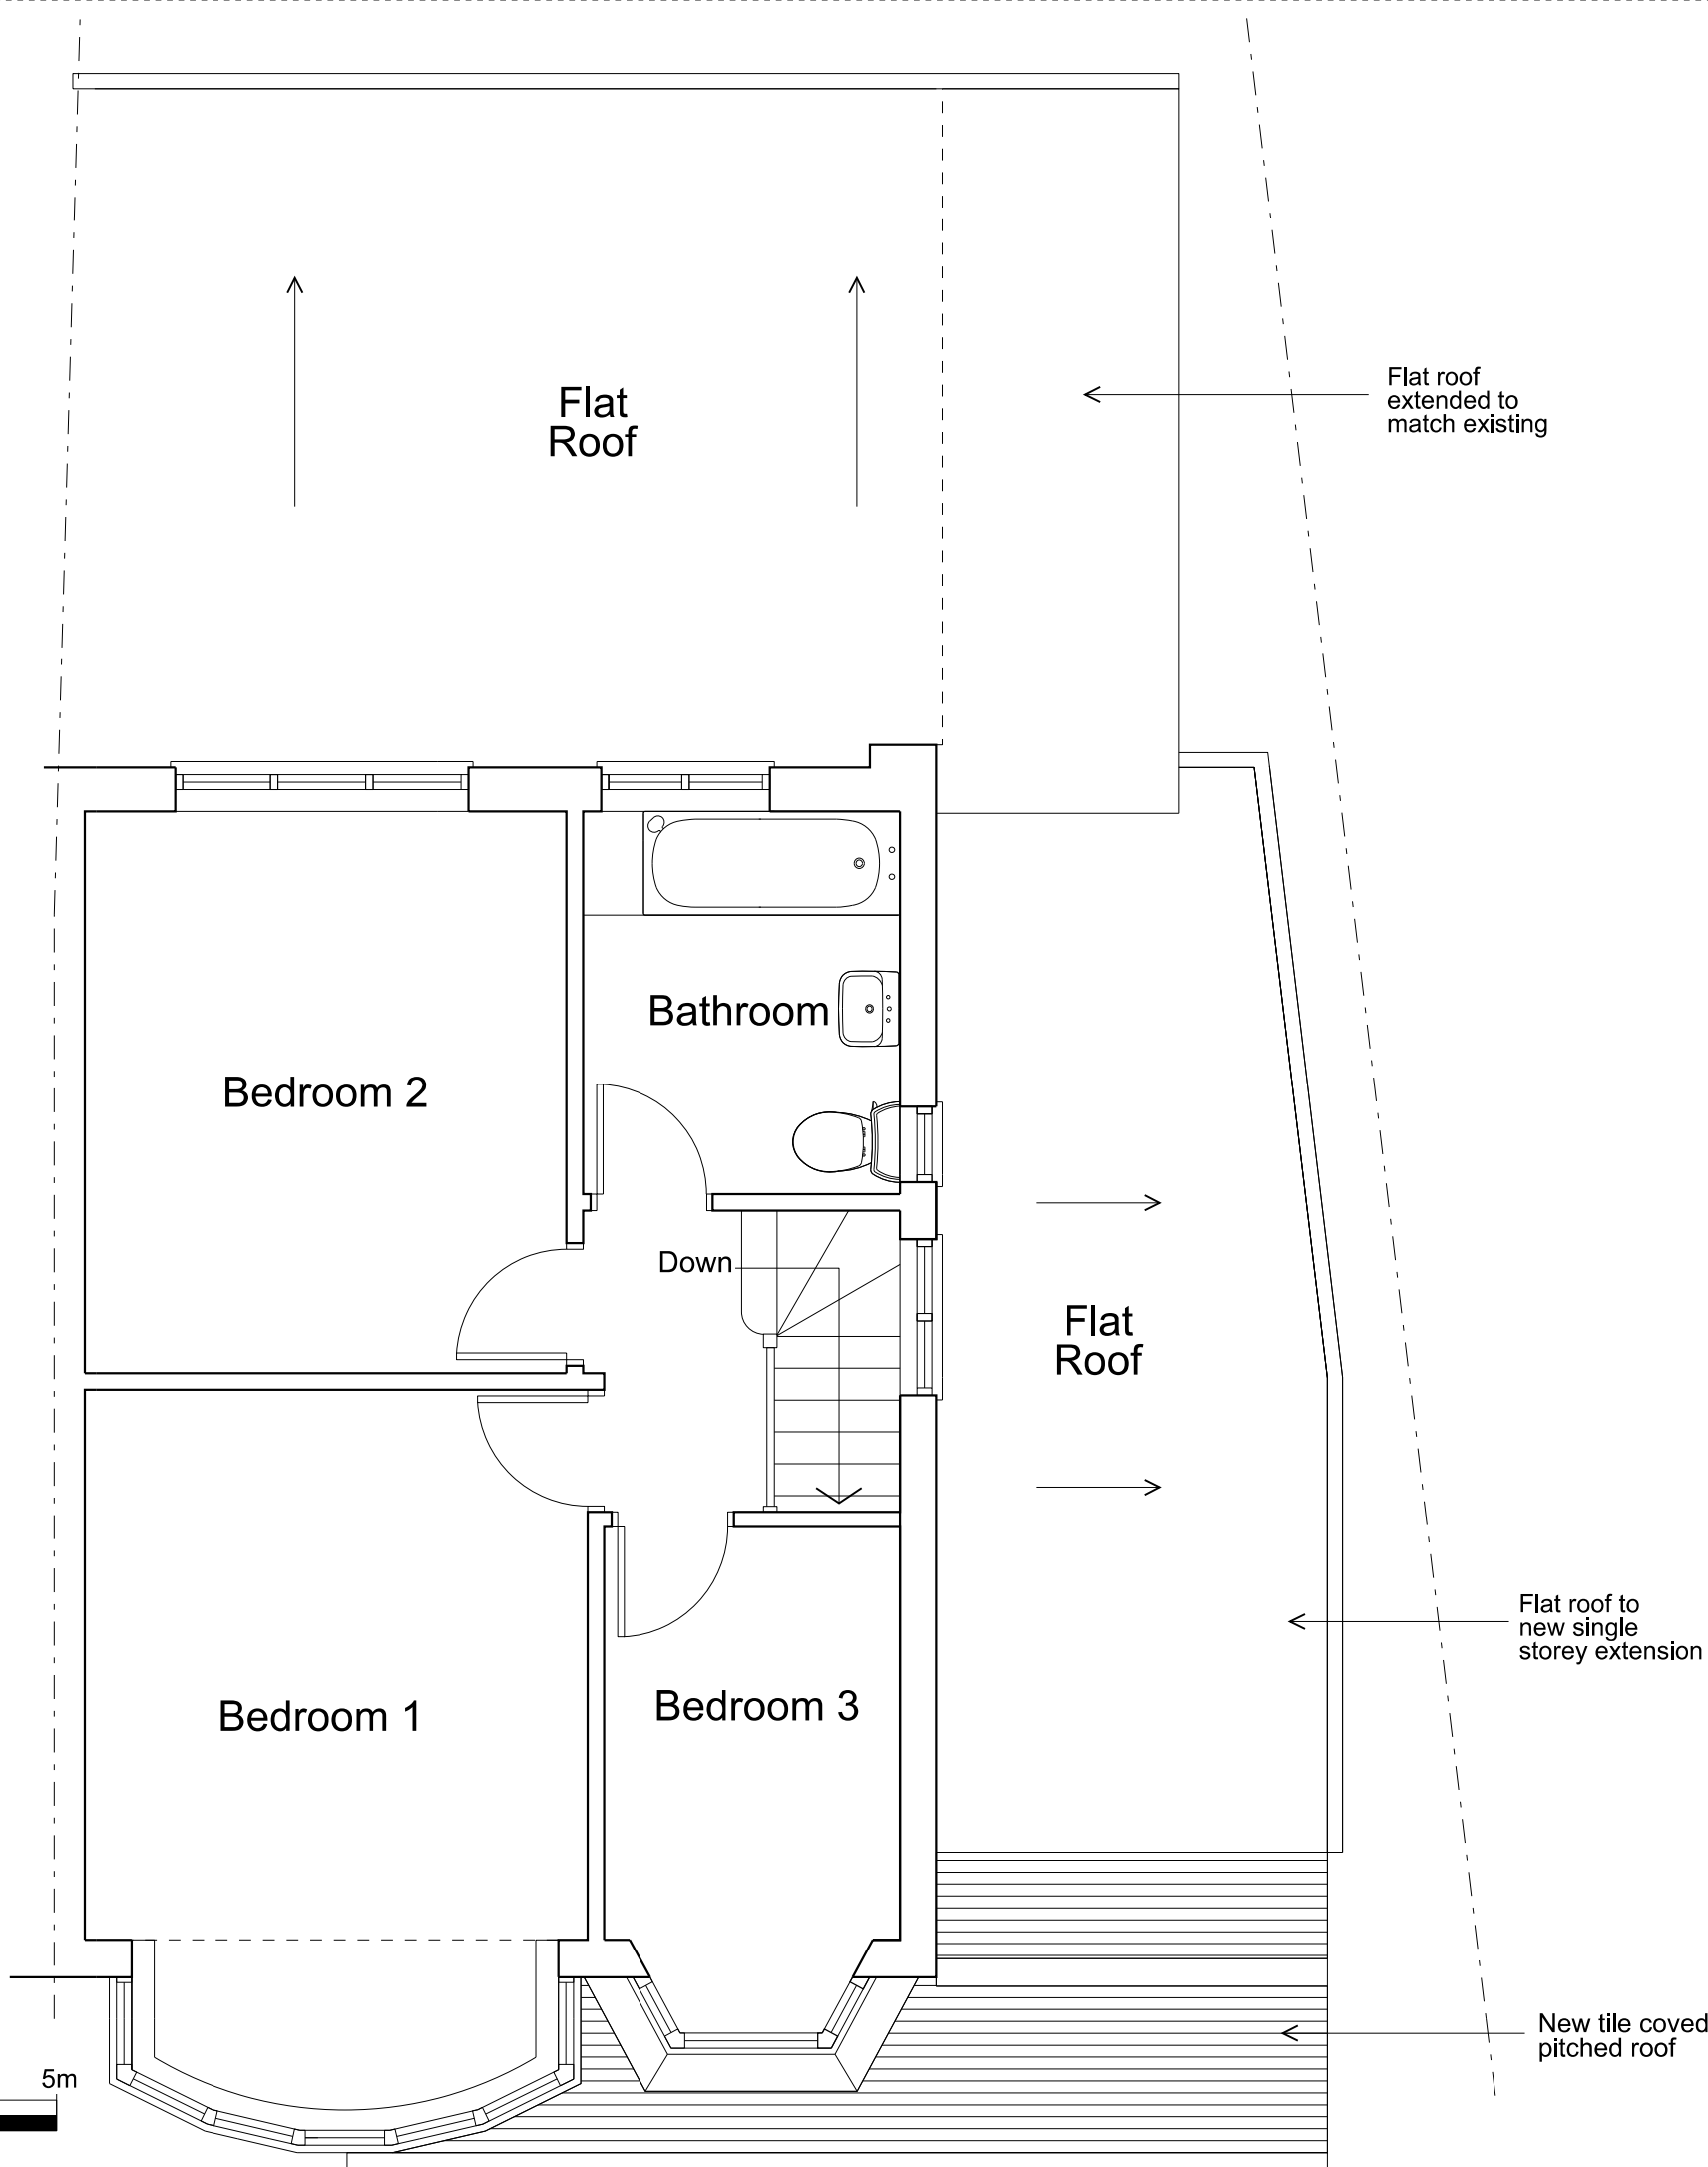 Flat roof
extended to
match existing
Flat
Roof
Bathroom
Bedroom 2
Down
Flat
Roof
Flat roof to
new single
storey extension
Bedroom 3
Bedroom 1
New tile coved
pitched roof
5m